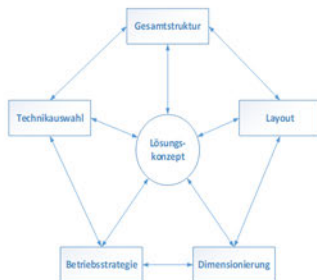 Gesamtstruktur
Technikauswahl
Layout
Lösungs-
konzept
Betriebsstrategie
Dimensionierung